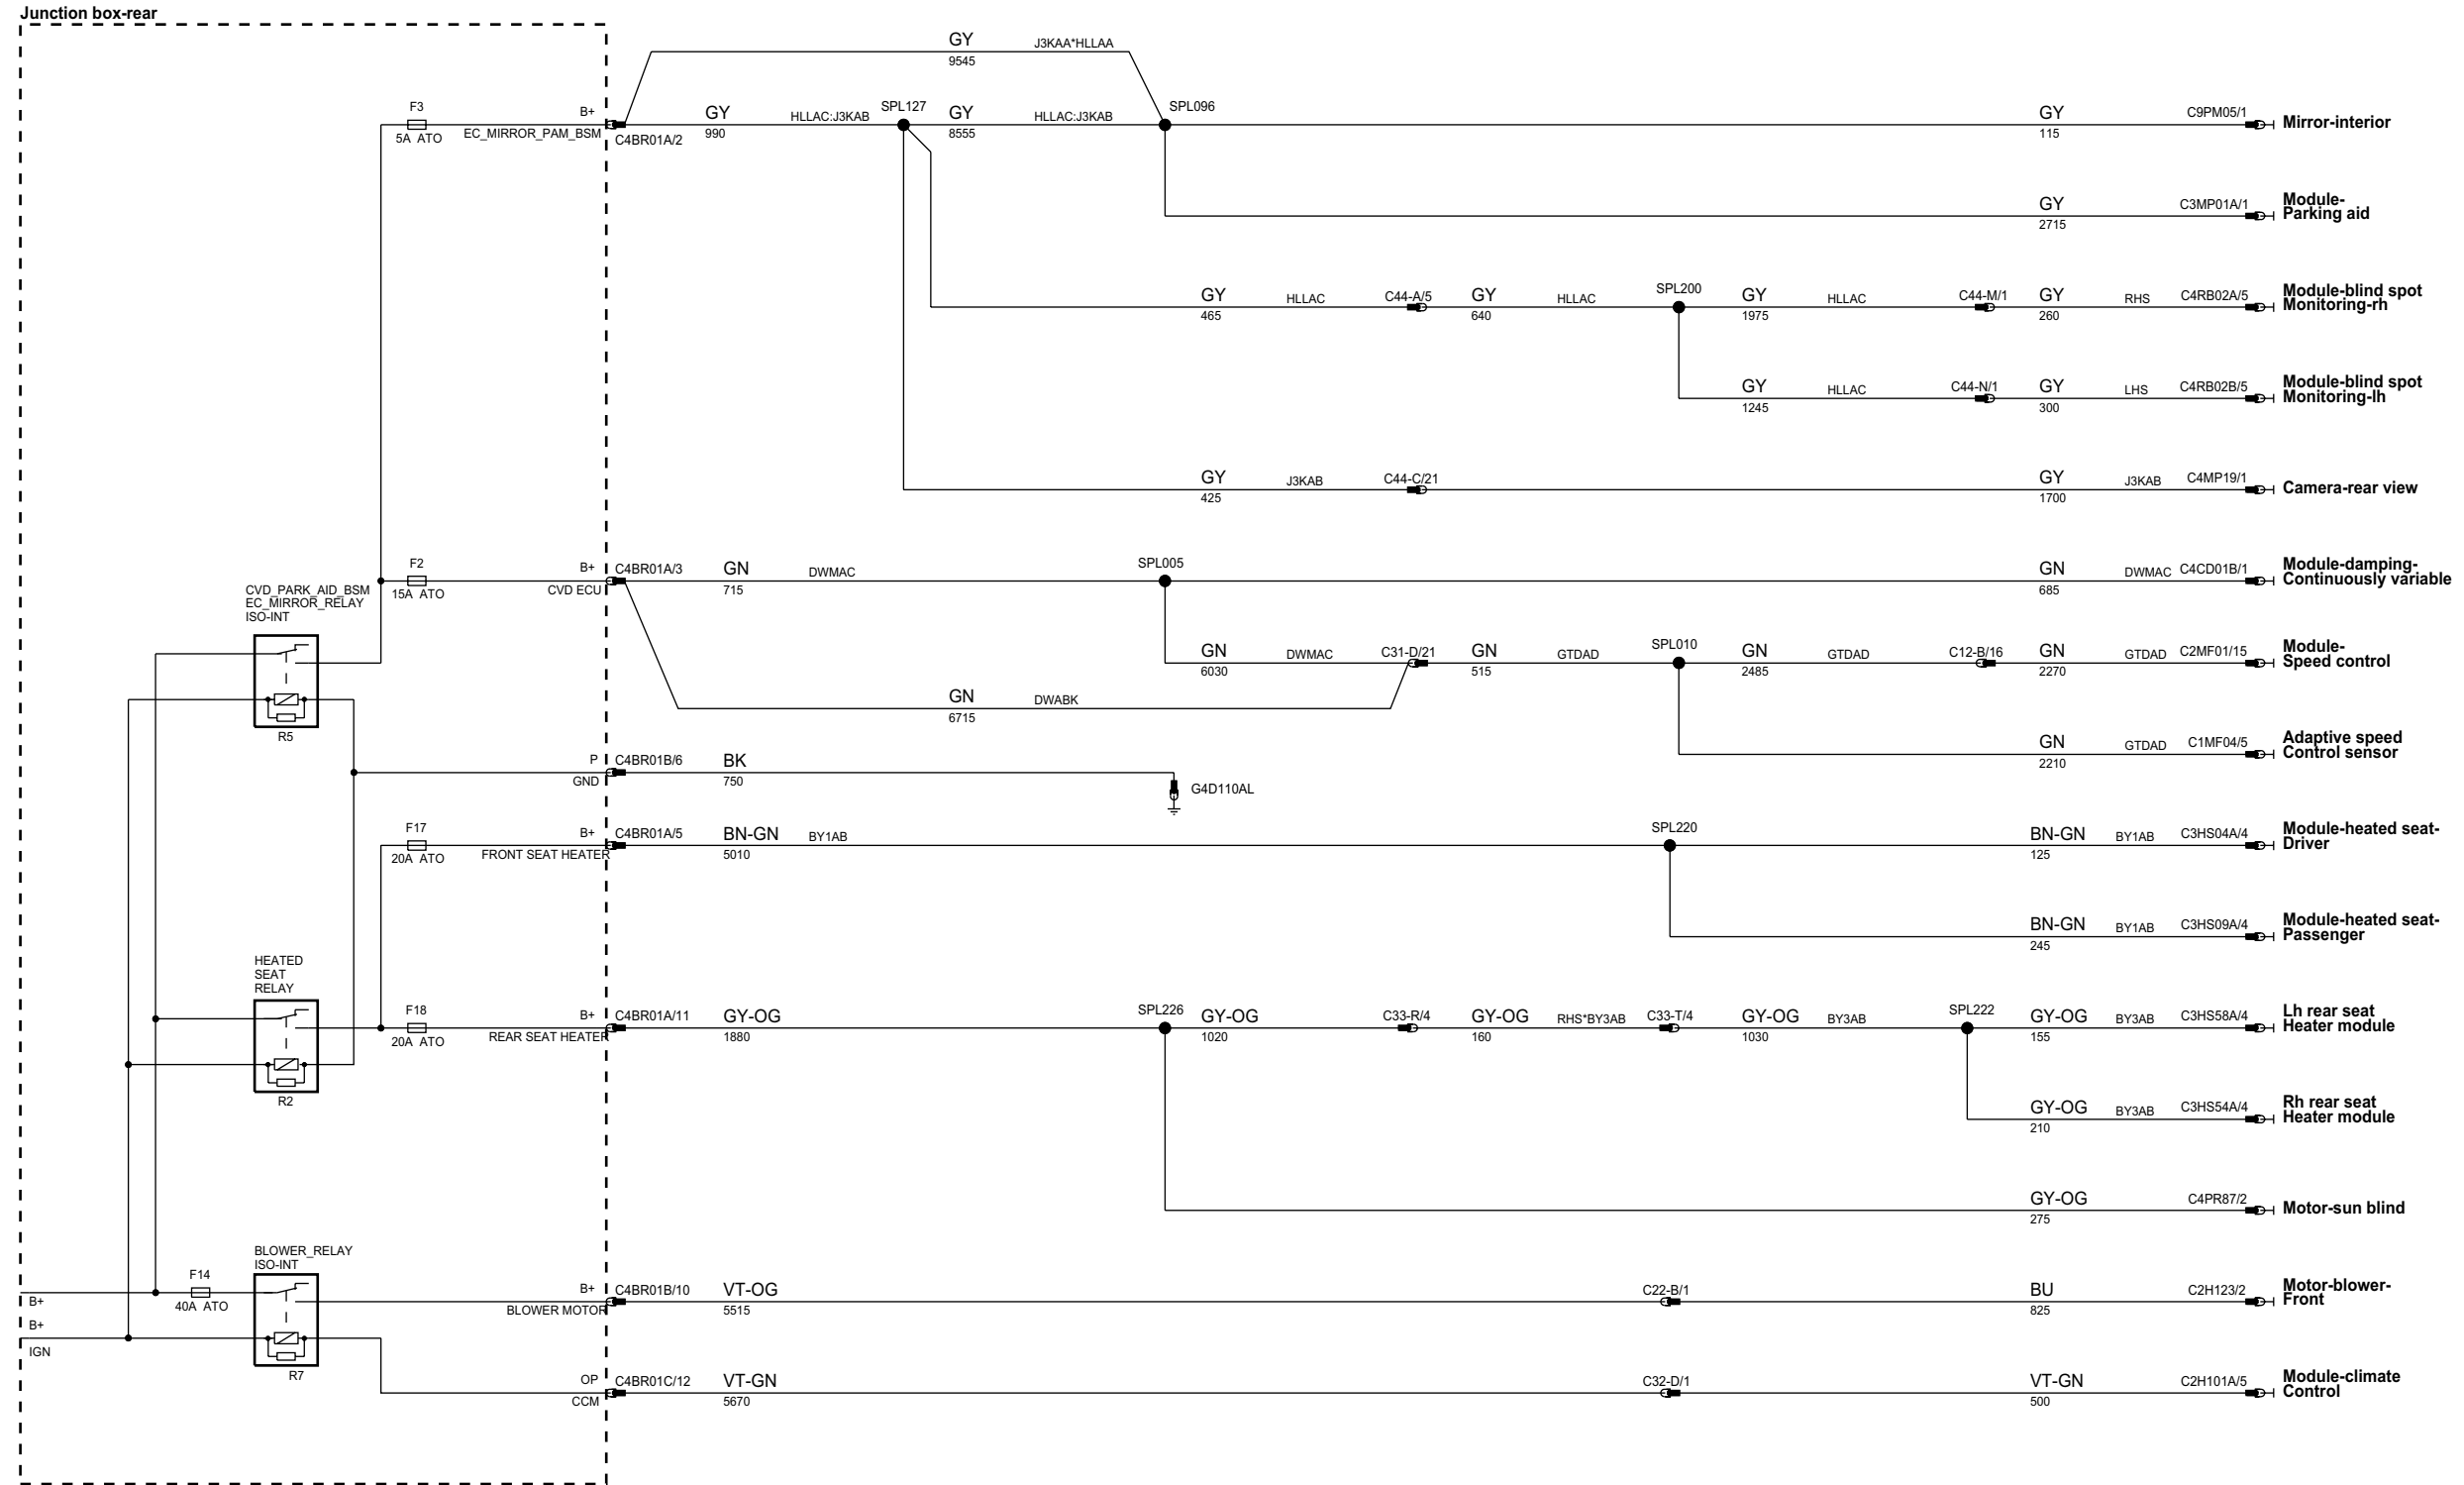 Junction box-rear
GY
J3KAA*HLLAA
9545
F3
5A ATO
B+
EC_MIRROR_PAM_BSM
C4BR01A/2
GY
990
HLLAC:J3KAB
SPL127
GY
8555
HLLAC:J3KAB
SPL096
GY
115
C9PM05/1
Mirror-interior
GY
2715
C3MP01A/1
Module-
Parking aid
GY
465
HLLAC
C44-A/5
GY
640
HLLAC
SPL200
GY
1975
HLLAC
C44-M/1
GY
260
RHS
C4RB02A/5
Module-blind spot
Monitoring-rh
GY
1245
HLLAC
C44-N/1
GY
300
LHS
C4RB02B/5
Module-blind spot
Monitoring-lh
GY
425
J3KAB
C44-C/21
GY
1700
J3KAB
C4MP19/1
Camera-rear view
CVD_PARK_AID_BSM
EC_MIRROR_RELAY
ISO-INT
R5
F2
15A ATO
B+
CVD ECU
C4BR01A/3
GN
715
DWMAC
SPL005
GN
685
DWMAC
C4CD01B/1
Module-damping-
Continuously variable
GN
6030
DWMAC
C31-D/21
GN
515
GTDAD
SPL010
GN
2485
GTDAD
C12-B/16
GN
2270
GTDAD
C2MF01/15
Module-
Speed control
GN
6715
DWABK
GN
2210
GTDAD
C1MF04/5
Adaptive speed
Control sensor
P
GND
C4BR01B/6
BK
750
G4D110AL
F17
20A ATO
B+
FRONT SEAT HEATER
C4BR01A/5
BN-GN
5010
BY1AB
SPL220
BN-GN
125
BY1AB
C3HS04A/4
Module-heated seat-
Driver
BN-GN
245
BY1AB
C3HS09A/4
Module-heated seat-
Passenger
HEATED
SEAT
RELAY
R2
F18
20A ATO
B+
REAR SEAT HEATER
C4BR01A/11
GY-OG
1880
SPL226
GY-OG
1020
C33-R/4
GY-OG
160
RHS*BY3AB
C33-T/4
GY-OG
1030
BY3AB
SPL222
GY-OG
155
BY3AB
C3HS58A/4
Lh rear seat
Heater module
GY-OG
210
BY3AB
C3HS54A/4
Rh rear seat
Heater module
GY-OG
275
C4PR87/2
Motor-sun blind
B+
B+
IGN
F14
40A ATO
BLOWER_RELAY
ISO-INT
R7
B+
BLOWER MOTOR
C4BR01B/10
VT-OG
5515
C22-B/1
BU
825
C2H123/2
Motor-blower-
Front
OP
CCM
C4BR01C/12
VT-GN
5670
C32-D/1
VT-GN
500
C2H101A/5
Module-climate
Control